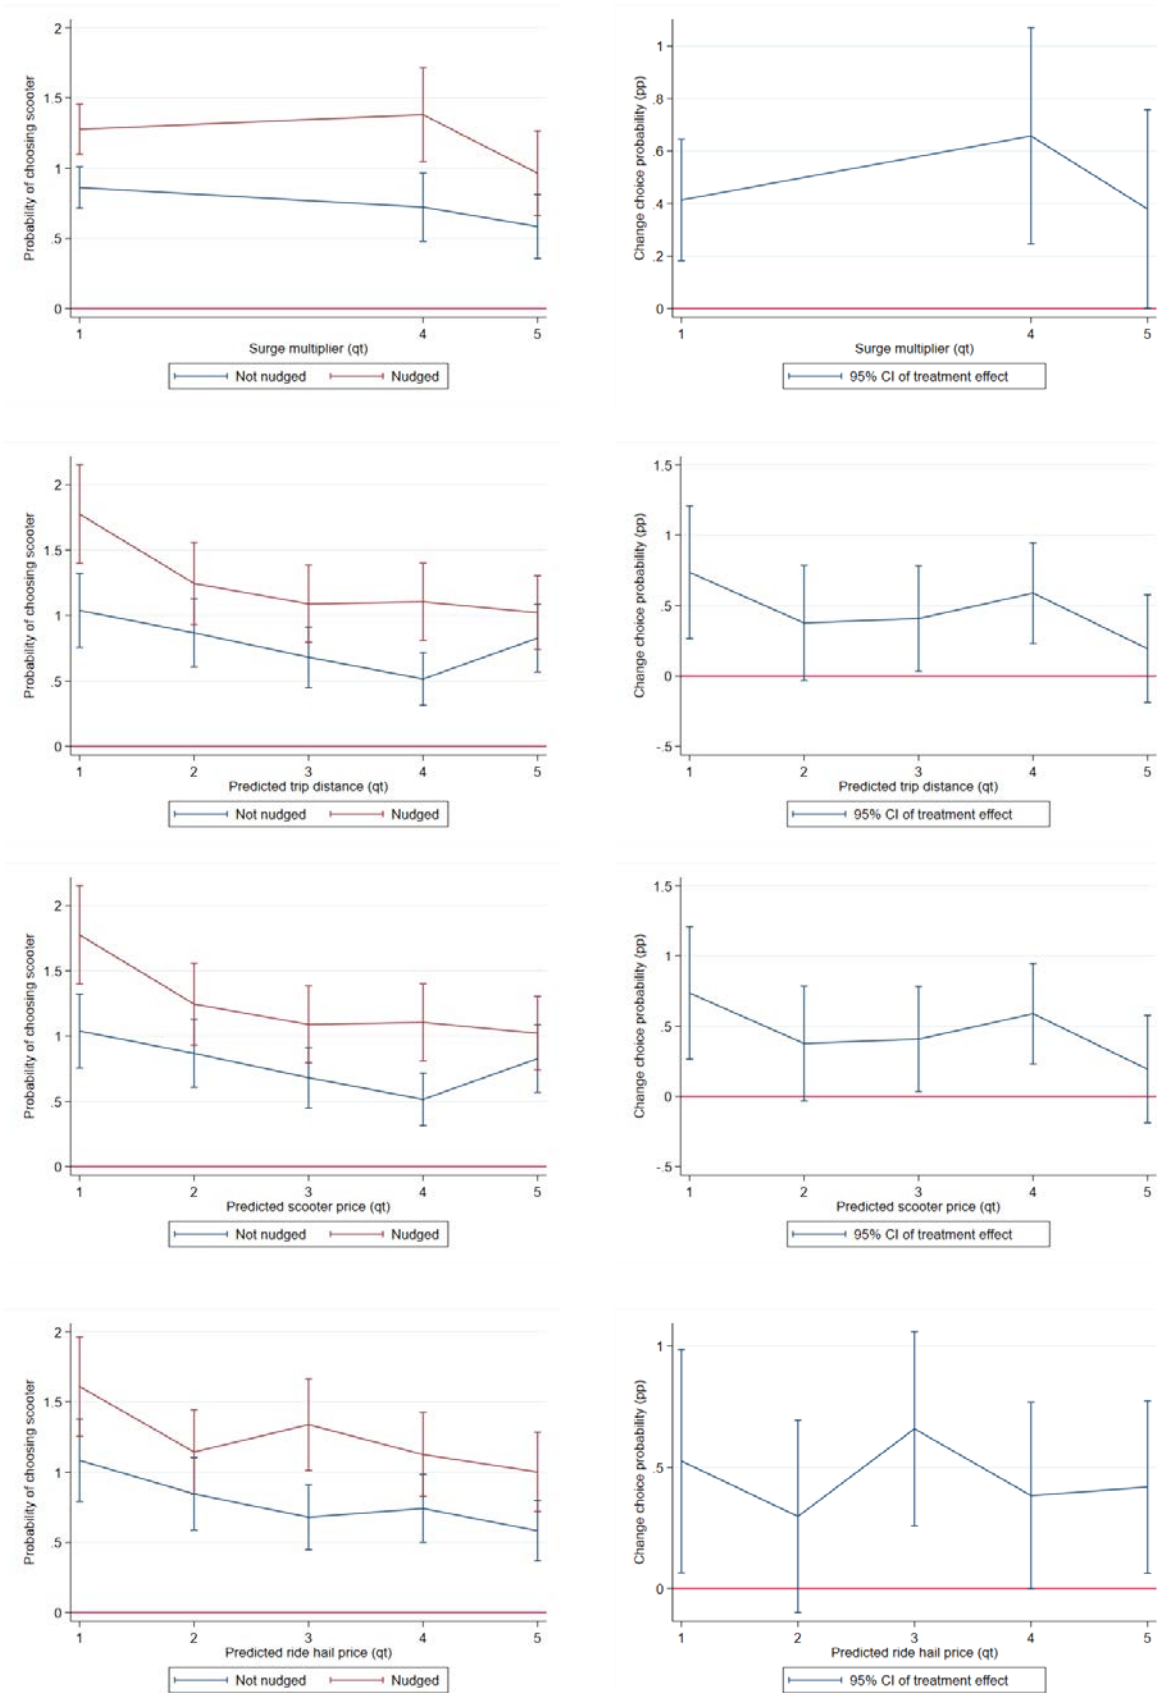 Probability of choosing scooter
2
1.5
1
.5
0
1
4
5
Surge multiplier (qt)
Not nudged
Nudged
Change choice probability (pp)
1
.8
.6
.4
.2
0
1
4
5
Surge multiplier (qt)
95% CI of treatment effect
Probability of choosing scooter
2
1.5
1
.5
0
1
2
3
4
5
Predicted trip distance (qt)
Not nudged
Nudged
Change choice probability (pp)
1.5
1
.5
0
-.5
1
2
3
4
5
Predicted trip distance (qt)
95% CI of treatment effect
Probability of choosing scooter
2
1.5
1
.5
0
1
2
3
4
5
Predicted scooter price (qt)
Not nudged
Nudged
Change choice probability (pp)
1.5
1
.5
0
-.5
1
2
3
4
5
Predicted scooter price (qt)
95% CI of treatment effect
Probability of choosing scooter
2
1.5
1
.5
0
1
2
3
4
5
Predicted ride hail price (qt)
Not nudged
Nudged
Change choice probability (pp)
1
.5
0
1
2
3
4
5
Predicted ride hail price (qt)
95% CI of treatment effect